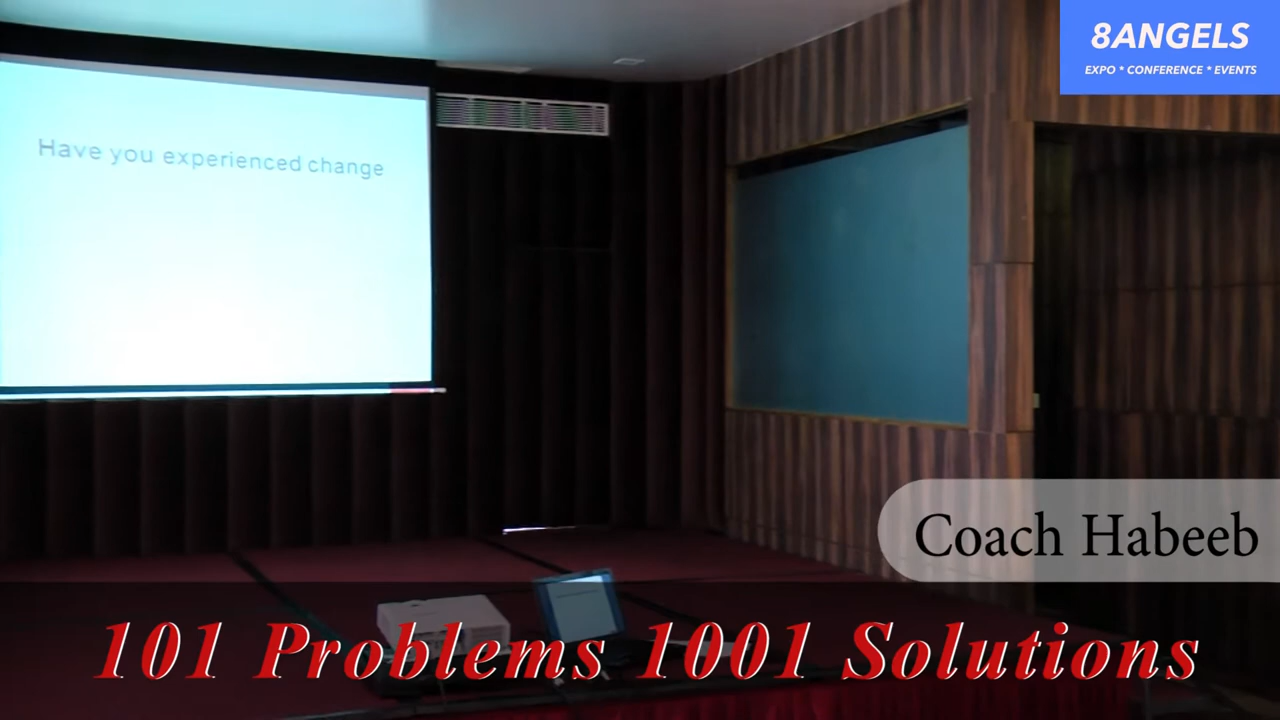 8ANGELS
EXPO * CONFERENCE * EVENTS
Have you experienced change
Coach Habeeb
101 Problems 1001 Solutions